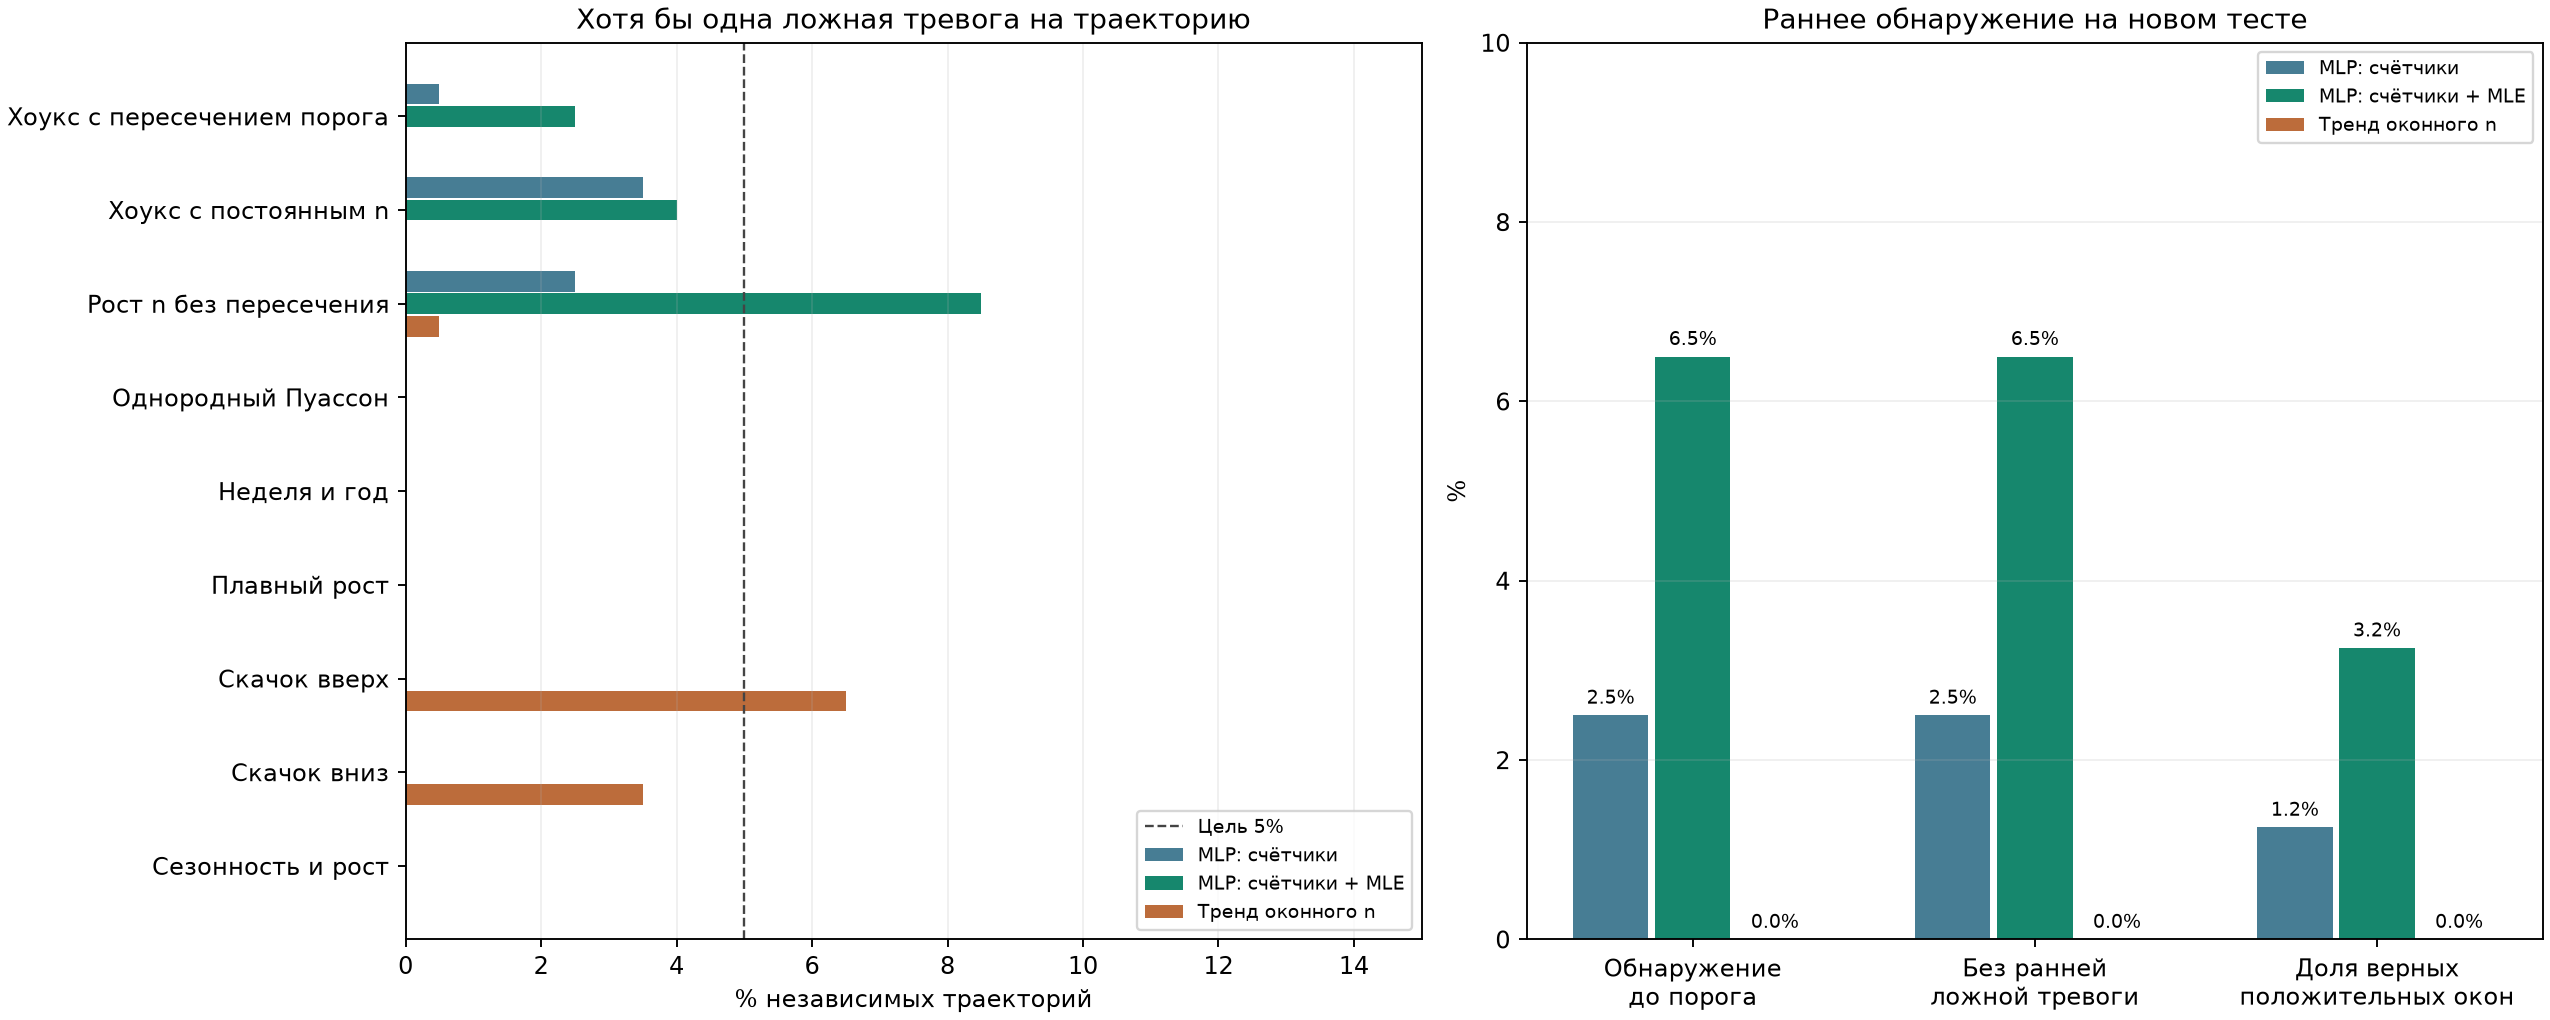 Хотя бы одна ложная тревога на траекторию
Хоукс с пересечением порога
Хоукс с постоянным n
Рост n без пересечения
Однородный Пуассон
Неделя и год
Плавный рост
Скачок вверх
Скачок вниз
Сезонность и рост
Цель 5%
MLP: счётчики
MLP: счётчики + MLE
Тренд оконного n
0 2 4 6 8 10 12 14
% независимых траекторий
Раннее обнаружение на новом тесте
10
8
6
4
2
0
%
MLP: счётчики
MLP: счётчики + MLE
Тренд оконного n
2.5% 6.5% 0.0%
2.5% 6.5% 0.0%
1.2% 3.2% 0.0%
Обнаружение
до порога
Без ранней
ложной тревоги
Доля верных
положительных окон